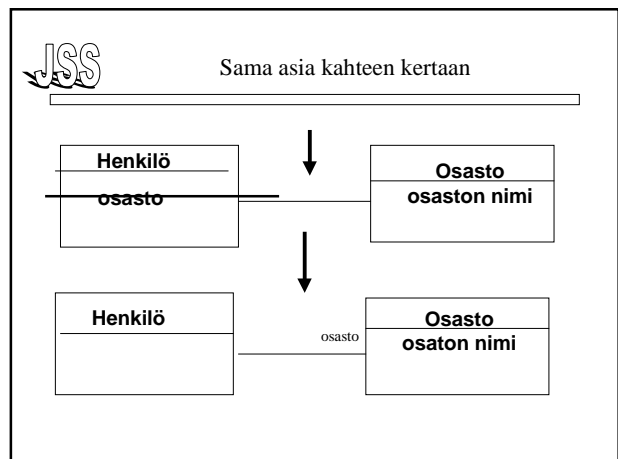 JSS
Sama asia kahteen kertaan
Henkilö
osasto
Osasto
osaston nimi
Henkilö
osasto
Osasto
osaton nimi